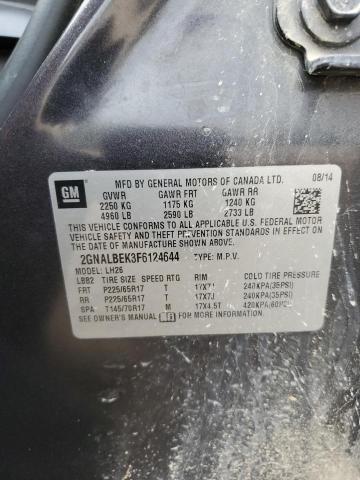 GM
MFD BY GENERAL MOTORS OF CANADA LTD. 08/14
GVWR GAWR FRT GAWR RR
2250 KG 1175 KG 1240 KG
4960 LB 2590 LB 2733 LB
THIS VEHICLE CONFORMS TO ALL APPLICABLE U.S. FEDERAL MOTOR
VEHICLE SAFETY AND THEFT PREVENTION STANDARDS IN EFFECT ON THE
DATE OF MANUFACTURE SHOWN ABOVE.
2GNALBEK3F6124644 TYPE: M.P.V.
MODEL: LH26
LBB2 TIRE SIZE SPEED RTG RIM COLD TIRE PRESSURE
FRT P225/65R17 T 17X7J 240KPA(35PSI)
RR P225/65R17 T 17X7J 240KPA(35PSI)
SPA T145/70R17 M 17X4.5T 420KPA(60PSI)
SEE OWNER'S MANUAL FOR MORE INFORMATION